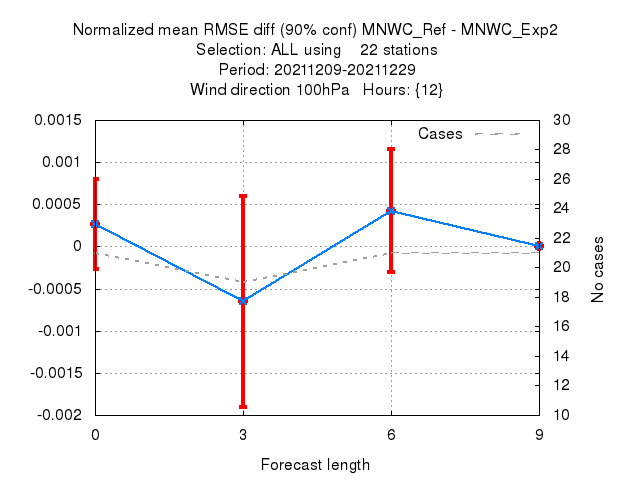 Normalized mean RMSE diff (90% conf) MNWC_Ref - MNWC_Exp2
Selection: ALL using    22 stations
Period: 20211209-20211229
Wind direction 100hPa   Hours: {12}
Cases
0.0015
0.001
0.0005
0
-0.0005
-0.001
-0.0015
-0.002
30
28
26
24
22
20
18
16
14
12
10
No cases
0 3 6 9
Forecast length